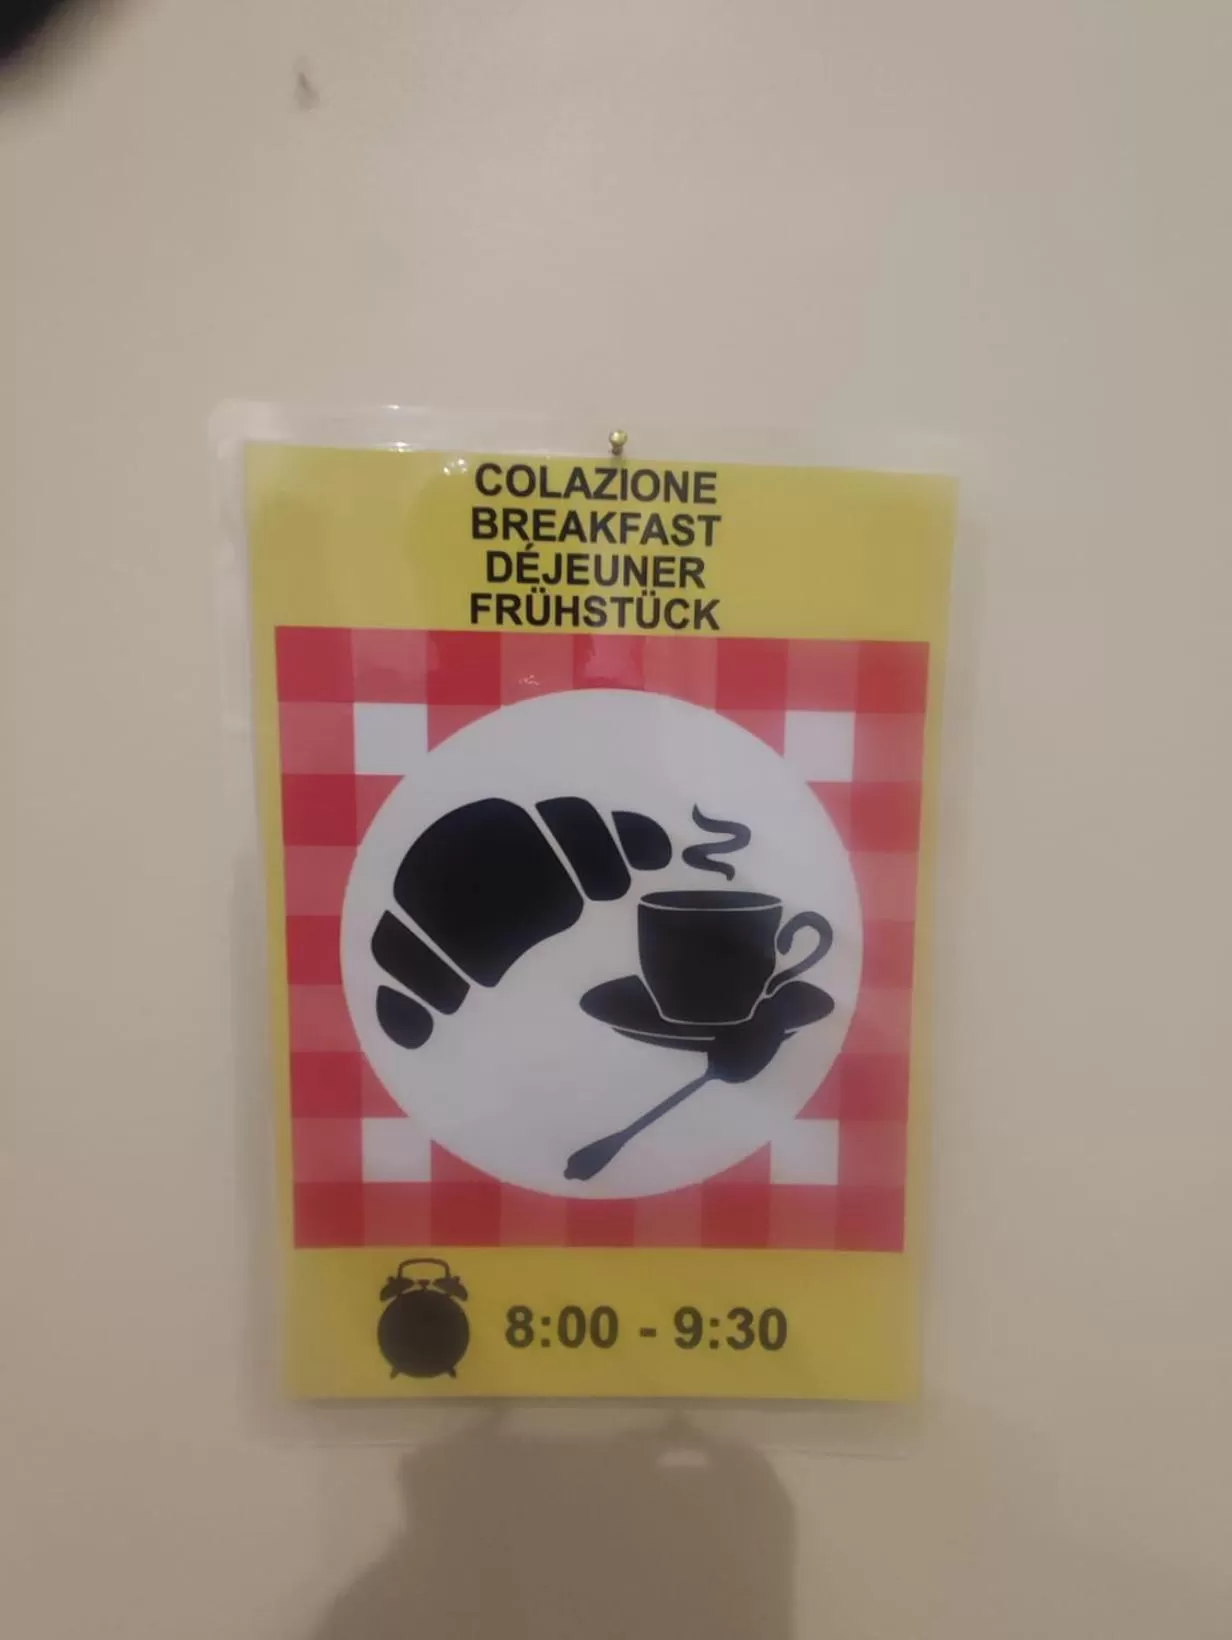 COLAZIONE
BREAKFAST
DÉJEUNER
FRÜHSTÜCK
8:00 - 9:30